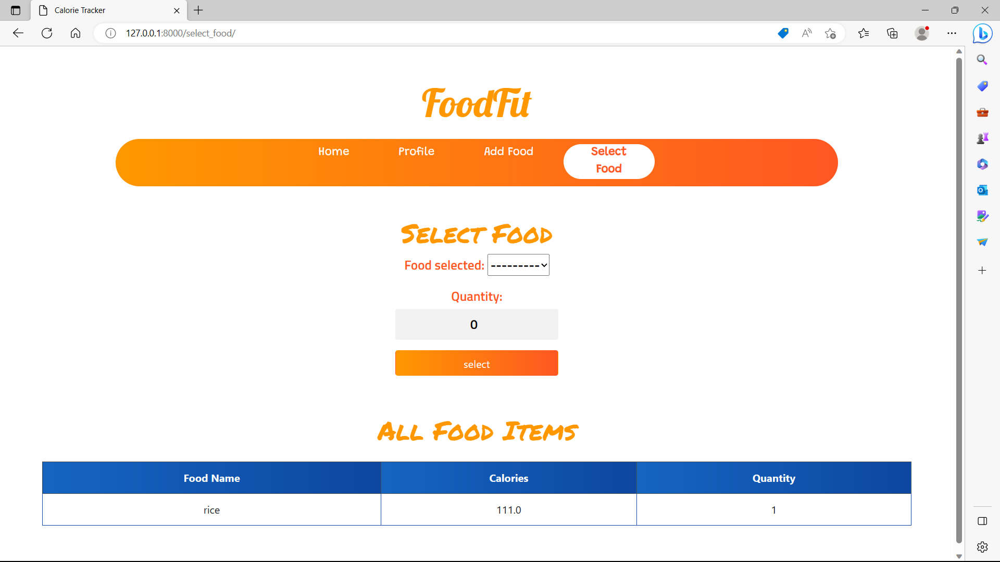 Calorie Tracker
127.0.0.1:8000/select_food/
FoodFit
Home Profile Add Food Select
Food
Select Food
Food selected: ---------
Quantity:
0
select
All Food Items
Food Name Calories Quantity
rice 111.0 1